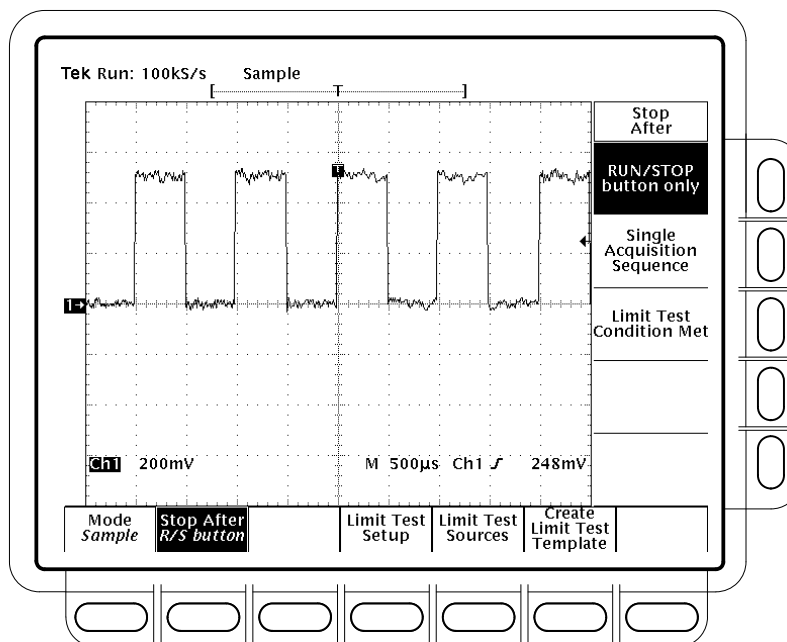 Tek Run: 100kS/s Sample
[ T ]
Stop
After
RUN/STOP
button only
Single
Acquisition
Sequence
Limit Test
Condition Met
T
1→
Ch1 200mV M 500µs Ch1 248mV
Mode
Sample
Stop After
R/S button
Limit Test
Setup
Limit Test
Sources
Create
Limit Test
Template